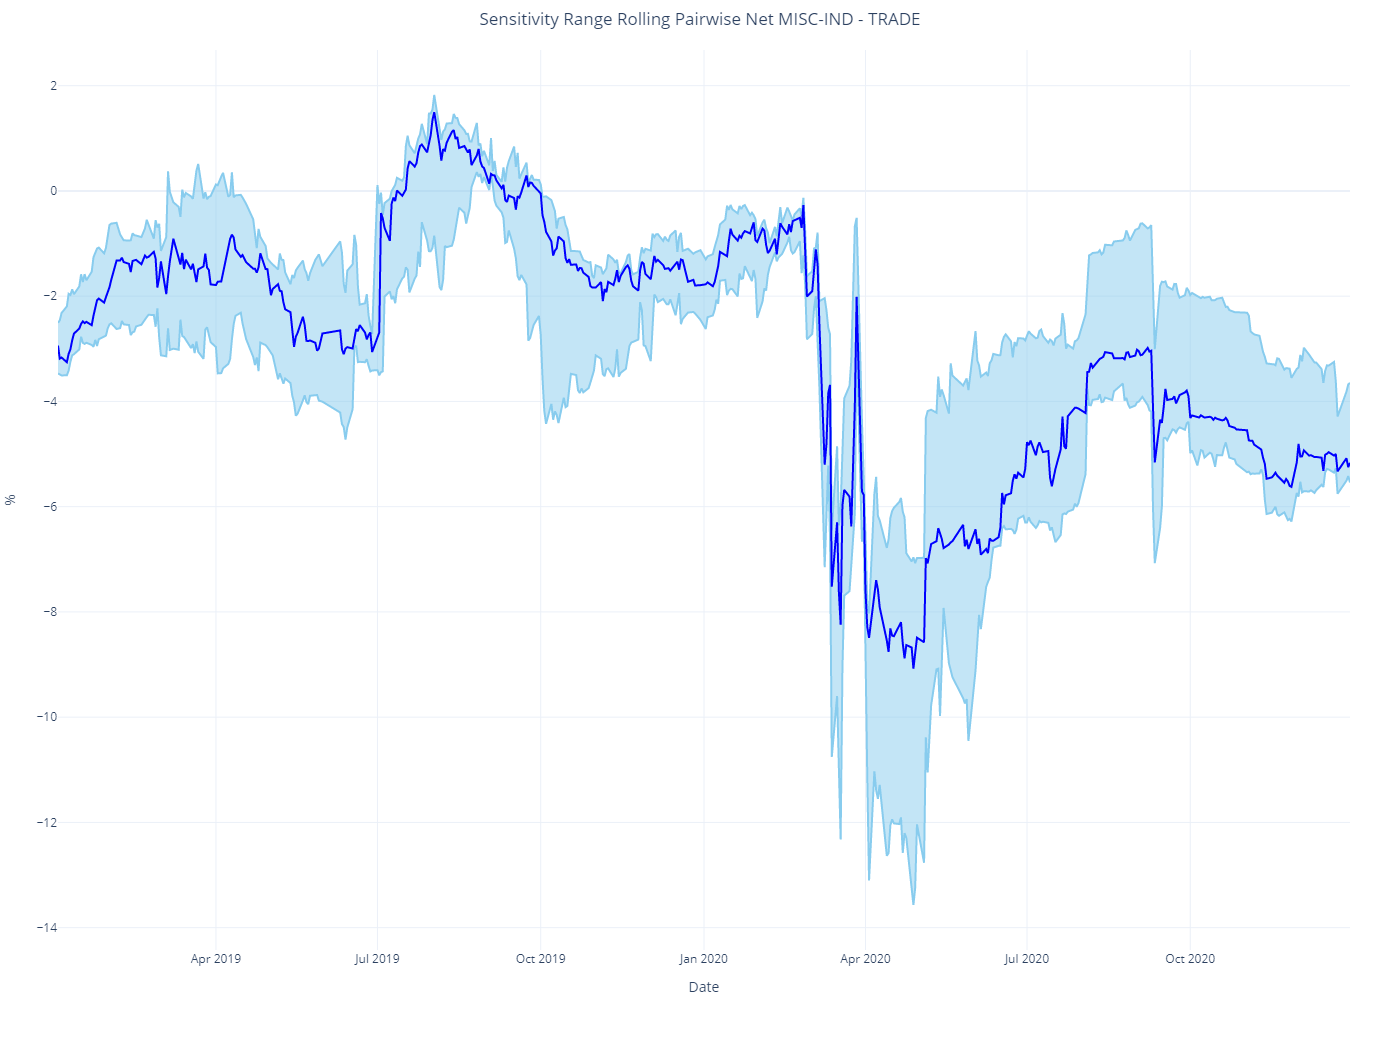 Sensitivity Range Rolling Pairwise Net MISC-IND - TRADE
2
0
−2
−4
−6
−8
−10
−12
−14
%
Apr 2019
Jul 2019
Oct 2019
Jan 2020
Apr 2020
Jul 2020
Oct 2020
Date